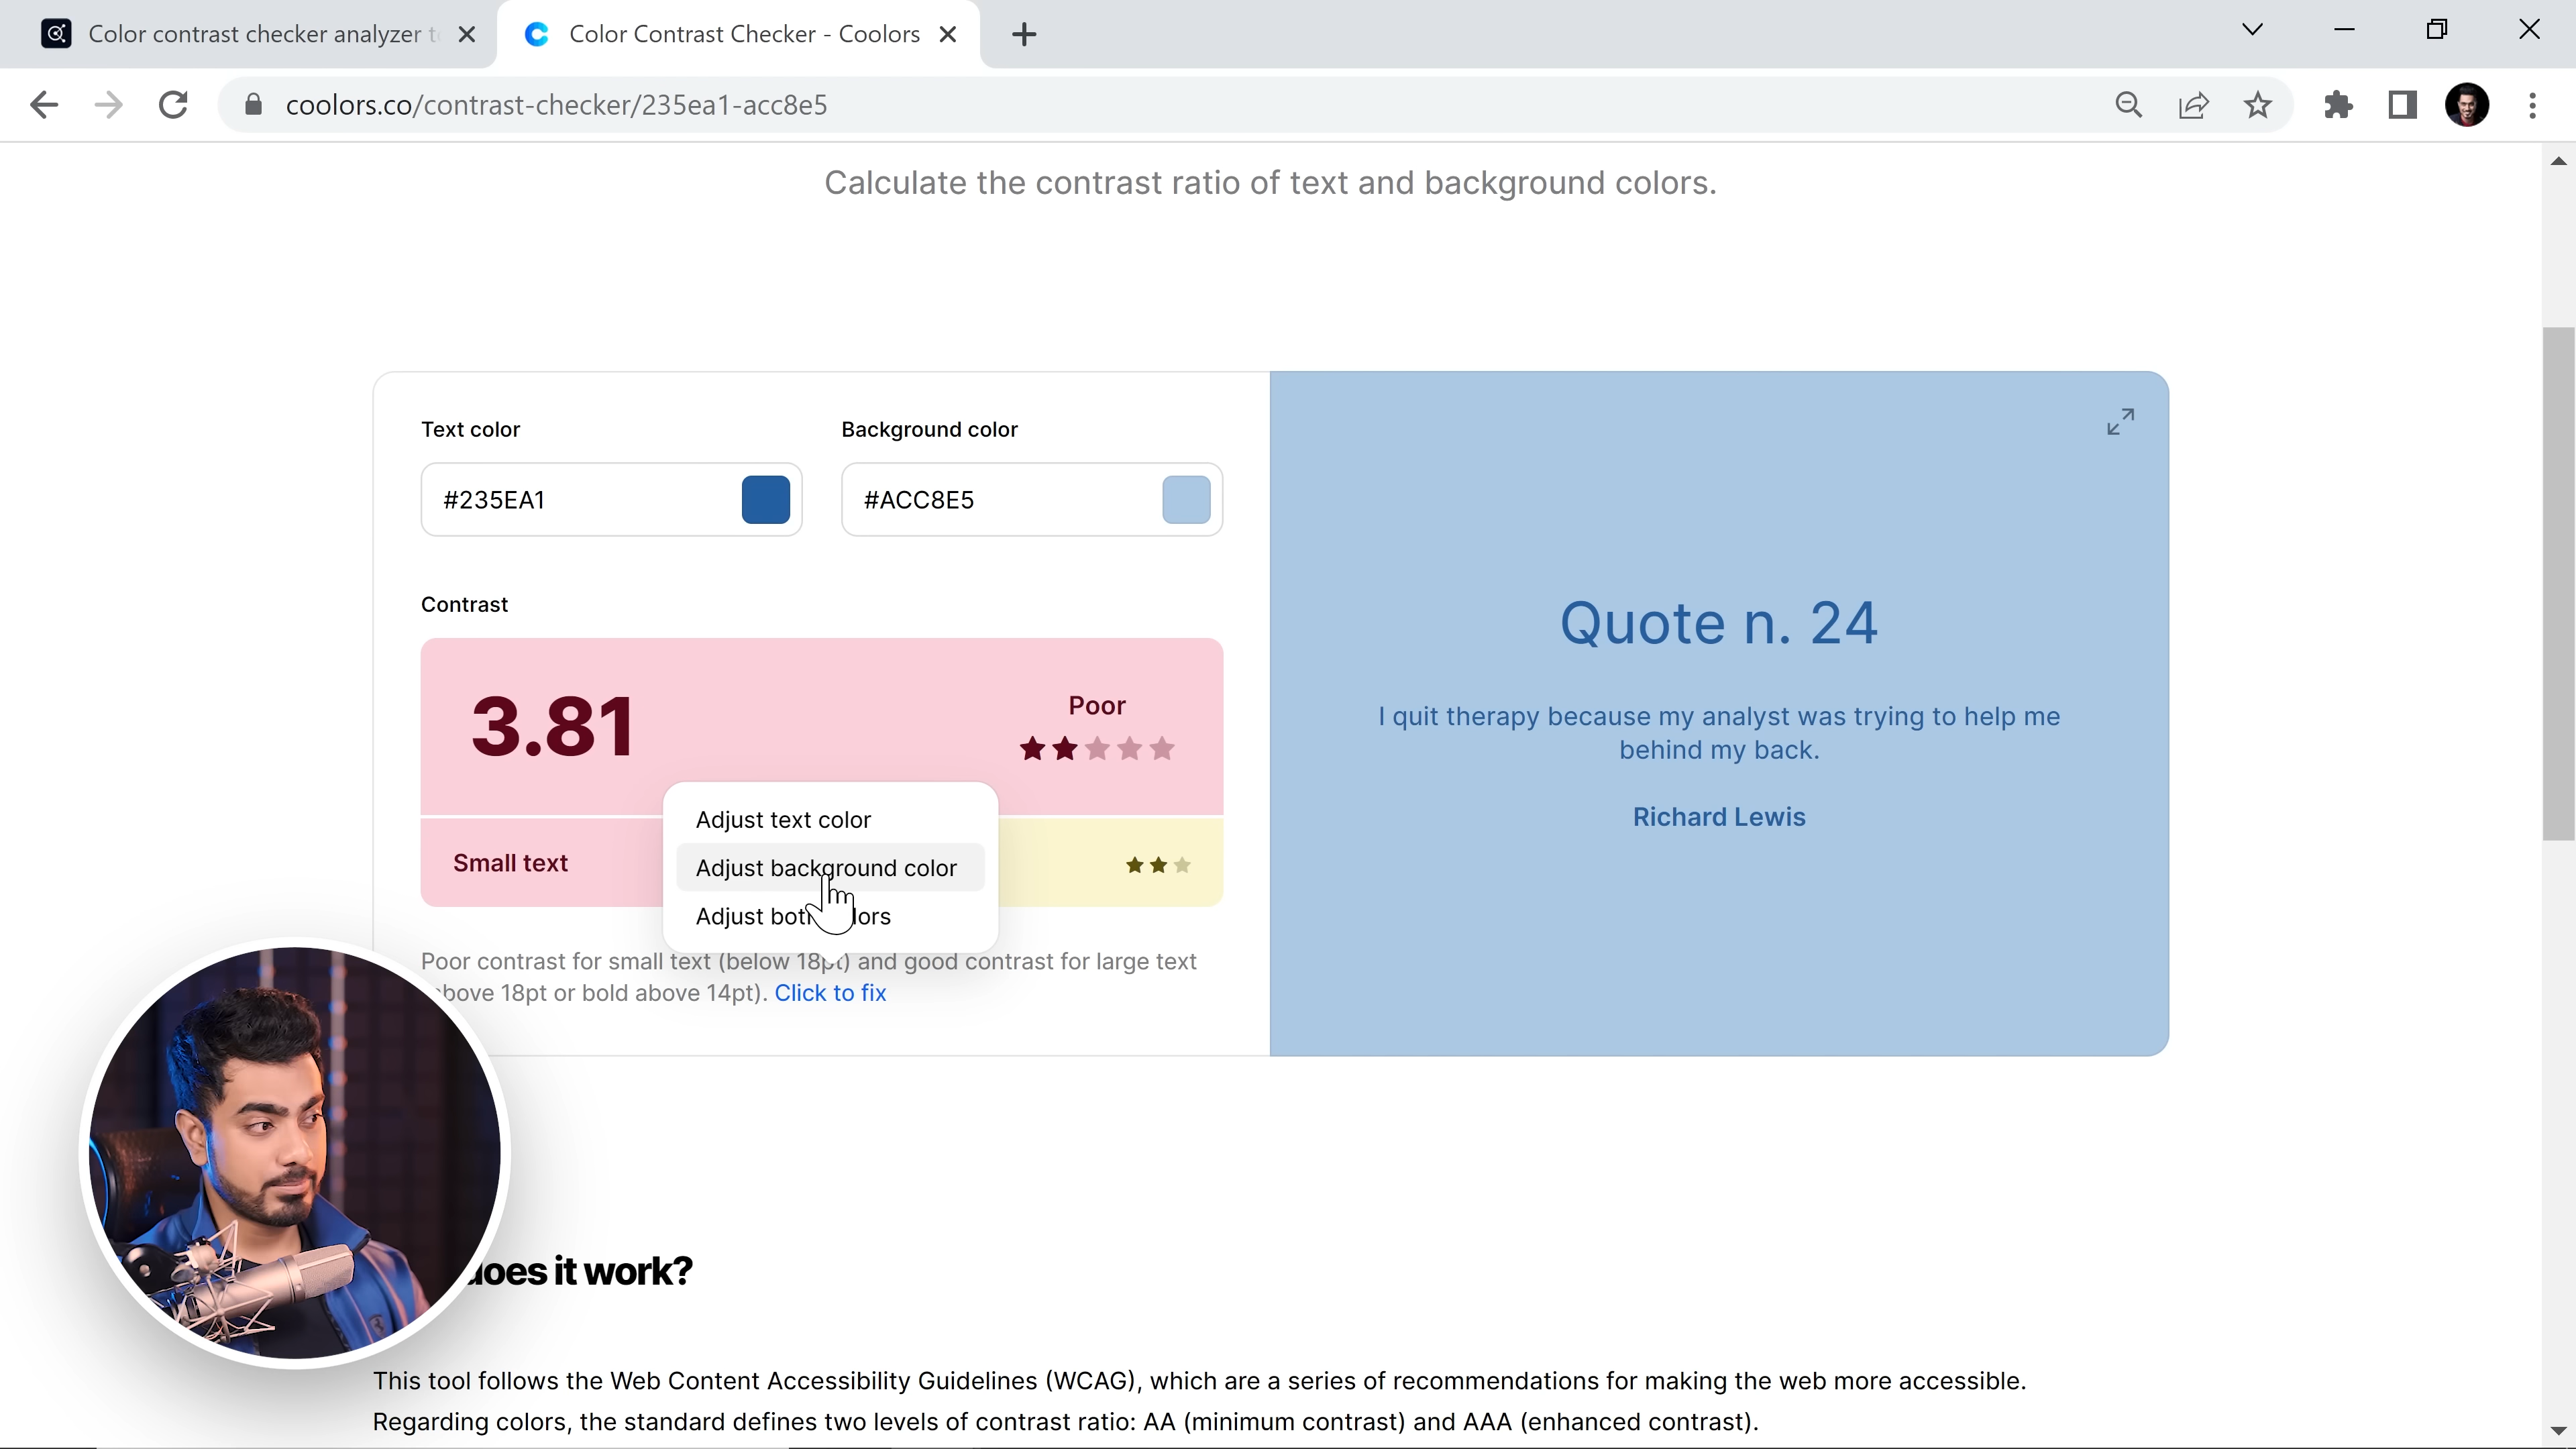 Color contrast checker analyzer t
Color Contrast Checker - Coolors
coolors.co/contrast-checker/235ea1-acc8e5
Calculate the contrast ratio of text and background colors.
Text color
Background color
#235EA1
#ACC8E5
Contrast
3.81
Poor
Small text
Adjust text color
Adjust background color
Adjust both colors
Poor contrast for small text (below 18pt) and good contrast for large text
above 18pt or bold above 14pt). Click to fix
Quote n. 24
I quit therapy because my analyst was trying to help me
behind my back.
Richard Lewis
does it work?
This tool follows the Web Content Accessibility Guidelines (WCAG), which are a series of recommendations for making the web more accessible.
Regarding colors, the standard defines two levels of contrast ratio: AA (minimum contrast) and AAA (enhanced contrast).